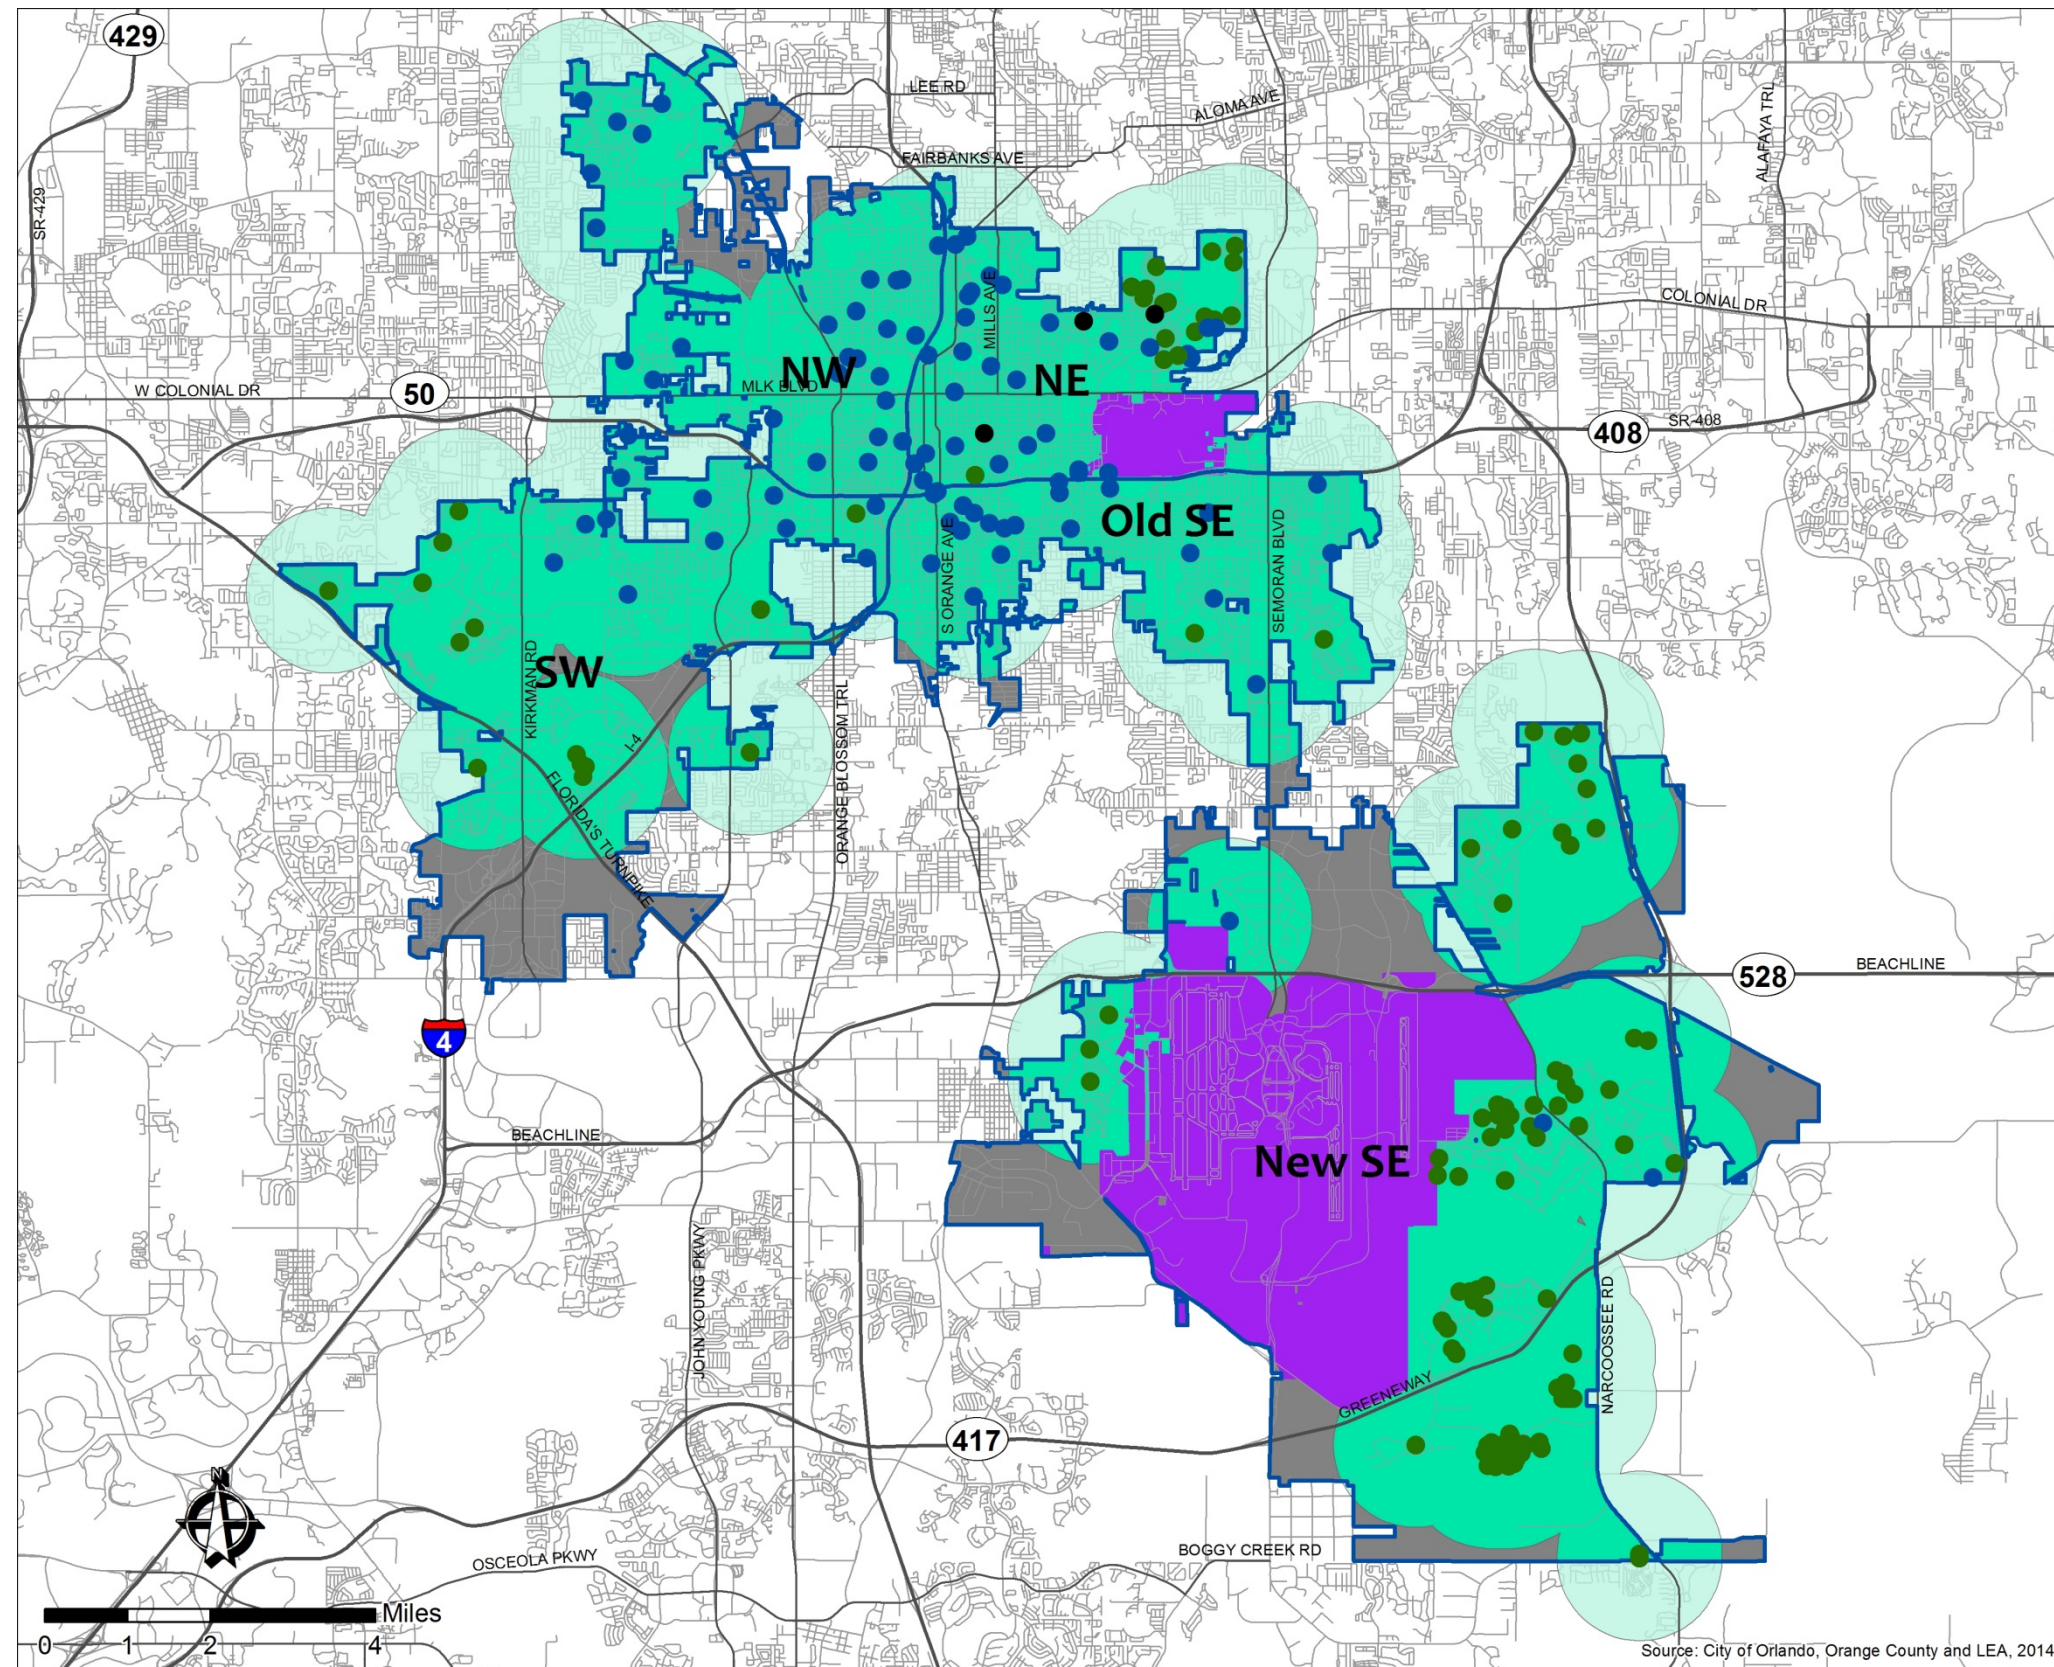 429
LEE RD
ALOMA AVE
FAIRBANKS AVE
ALAFAYA TRL
SR-429
COLONIAL DR
MILLS AVE
NW
NE
MLK BLVD
W COLONIAL DR
50
408
SR-408
Old SE
S ORANGE AVE
SEMORAN BLVD
KIRKMAN RD
SW
I-4
ORANGE BLOSSOM TRL
FLORIDA'S TURNPIKE
528
BEACHLINE
4
BEACHLINE
New SE
JOHN YOUNG PKWY
NARCOOSSEE RD
GREENEWAY
417
N
OSCEOLA PKWY
BOGGY CREEK RD
Miles
0 1 2 4
Source: City of Orlando, Orange County and LEA, 2014